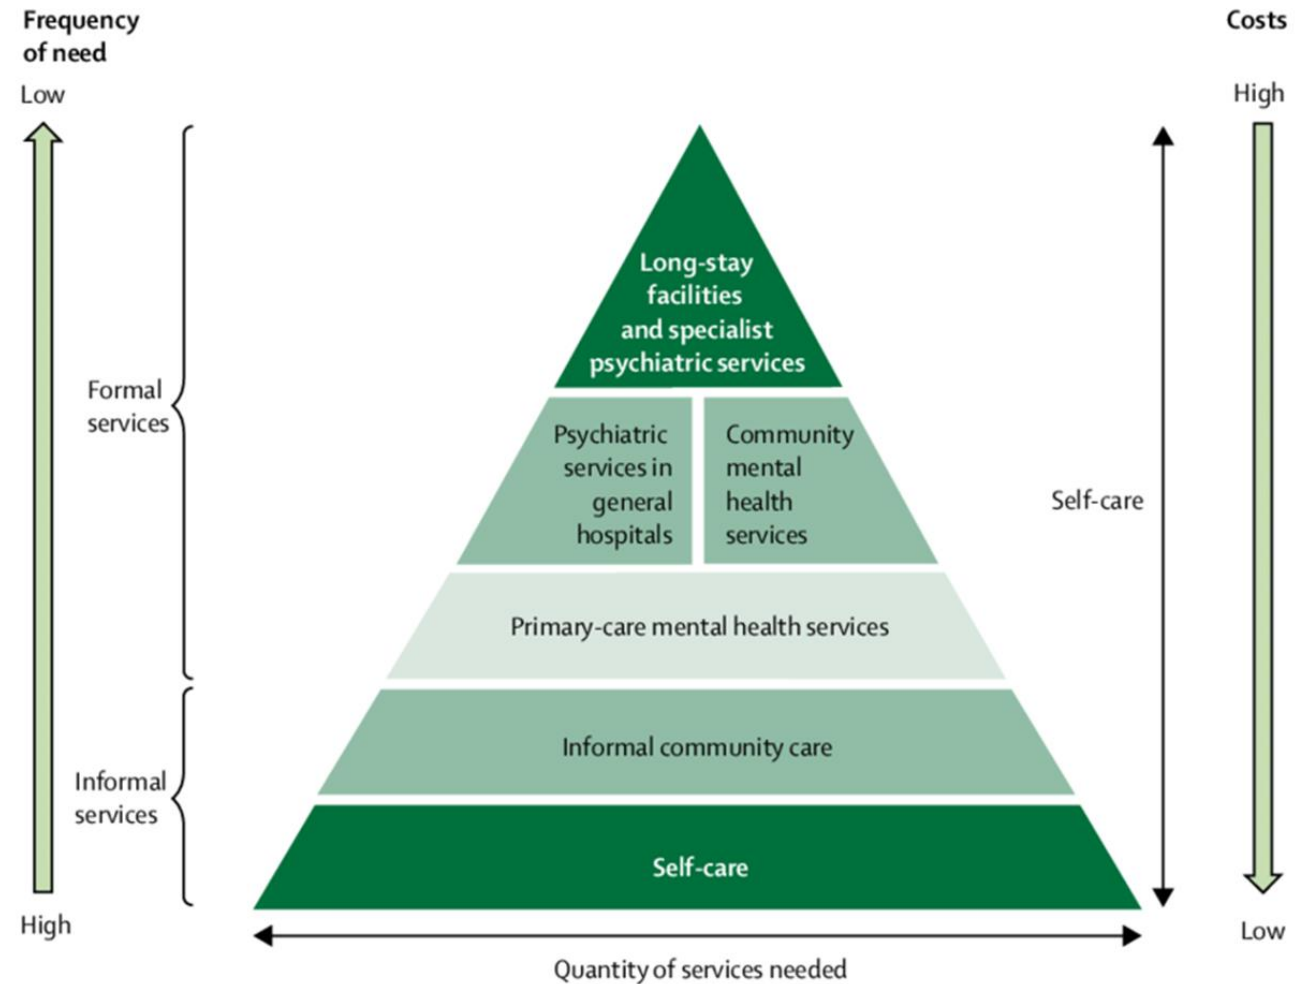 Frequency
of need
Low
Costs
High
Long-stay
facilities
and specialist
psychiatric services
Formal
services
Psychiatric
services in
general
hospitals
Community
mental
health
services
Self-care
Primary-care mental health services
Informal community care
Informal
services
Self-care
High
Low
Quantity of services needed